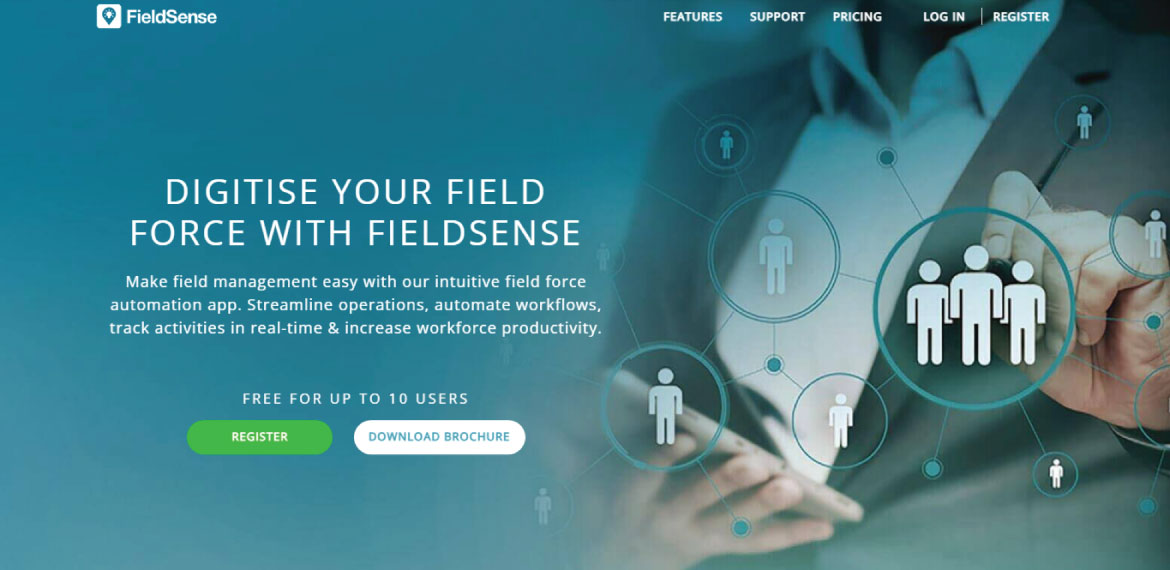 FieldSense
FEATURES SUPPORT PRICING LOG IN REGISTER
DIGITISE YOUR FIELD
FORCE WITH FIELDSENSE
Make field management easy with our intuitive field force
automation app. Streamline operations, automate workflows,
track activities in real-time & increase workforce productivity.
FREE FOR UP TO 10 USERS
REGISTER DOWNLOAD BROCHURE